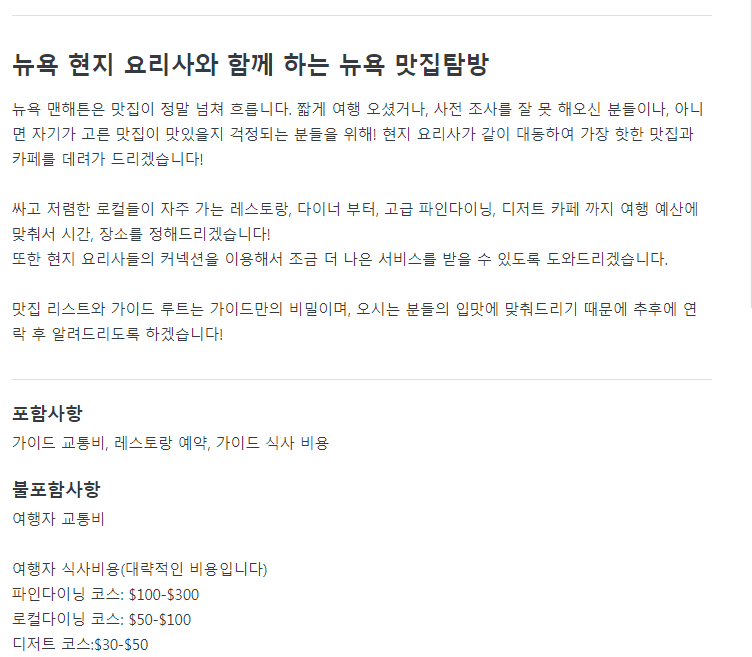 뉴욕 현지 요리사와 함께 하는 뉴욕 맛집탐방
뉴욕 맨해튼은 맛집이 정말 넘쳐 흐릅니다. 짧게 여행 오셨거나, 사전 조사를 잘 못 해오신 분들이나, 아니
면 자기가 고른 맛집이 맛있을지 걱정되는 분들을 위해! 현지 요리사가 같이 대동하여 가장 핫한 맛집과
카페를 데려가 드리겠습니다!
싸고 저렴한 로컬들이 자주 가는 레스토랑, 다이너 부터, 고급 파인다이닝, 디저트 카페 까지 여행 예산에
맞춰서 시간, 장소를 정해드리겠습니다!
또한 현지 요리사들의 커넥션을 이용해서 조금 더 나은 서비스를 받을 수 있도록 도와드리겠습니다.
맛집 리스트와 가이드 루트는 가이드만의 비밀이며, 오시는 분들의 입맛에 맞춰드리기 때문에 추후에 연
락 후 알려드리도록 하겠습니다!
포함사항
가이드 교통비, 레스토랑 예약, 가이드 식사 비용
불포함사항
여행자 교통비
여행자 식사비용(대략적인 비용입니다)
파인다이닝 코스: $100-$300
로컬다이닝 코스: $50-$100
디저트 코스:$30-$50